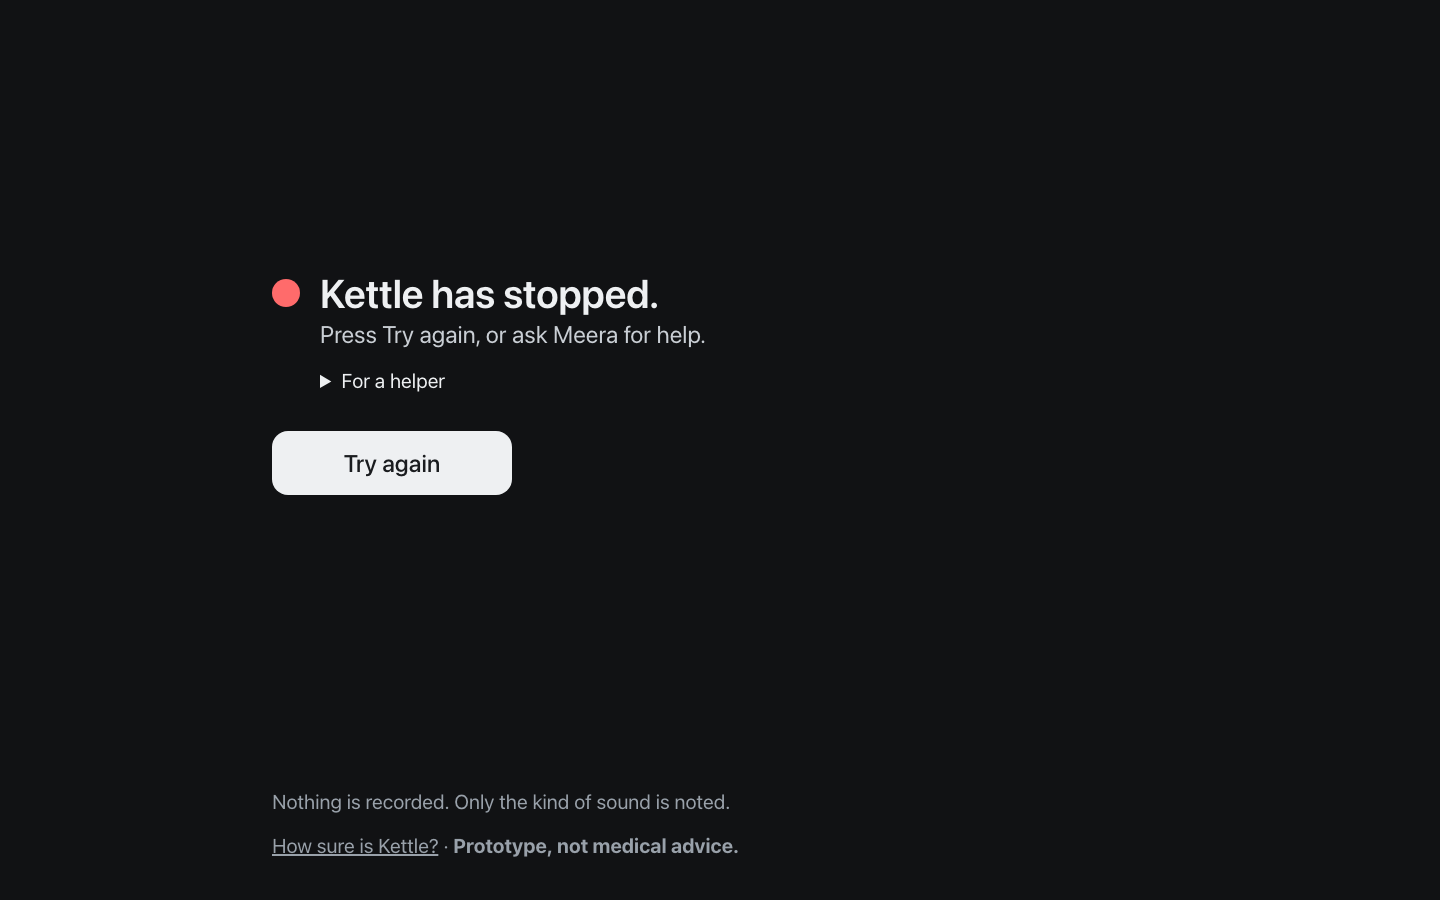 Kettle has stopped.
Press Try again, or ask Meera for help.
For a helper
Try again
Nothing is recorded. Only the kind of sound is noted.
How sure is Kettle? · Prototype, not medical advice.